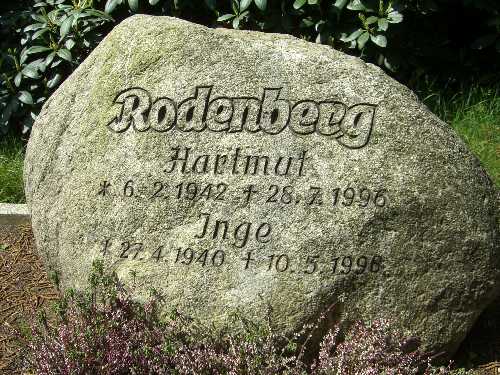 Rodenberg
Hartmut
* 6. 2. 1942 † 28. 7. 1996
Inge
† 27. 4. 1940 † 10. 5. 1996